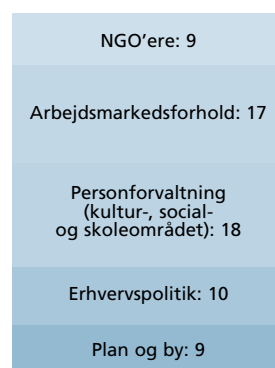 NGO’ere: 9
Arbejdsmarkedsforhold: 17
Personforvaltning
(kultur-, social-
og skoleområdet): 18
Erhvervspolitik: 10
Plan og by: 9